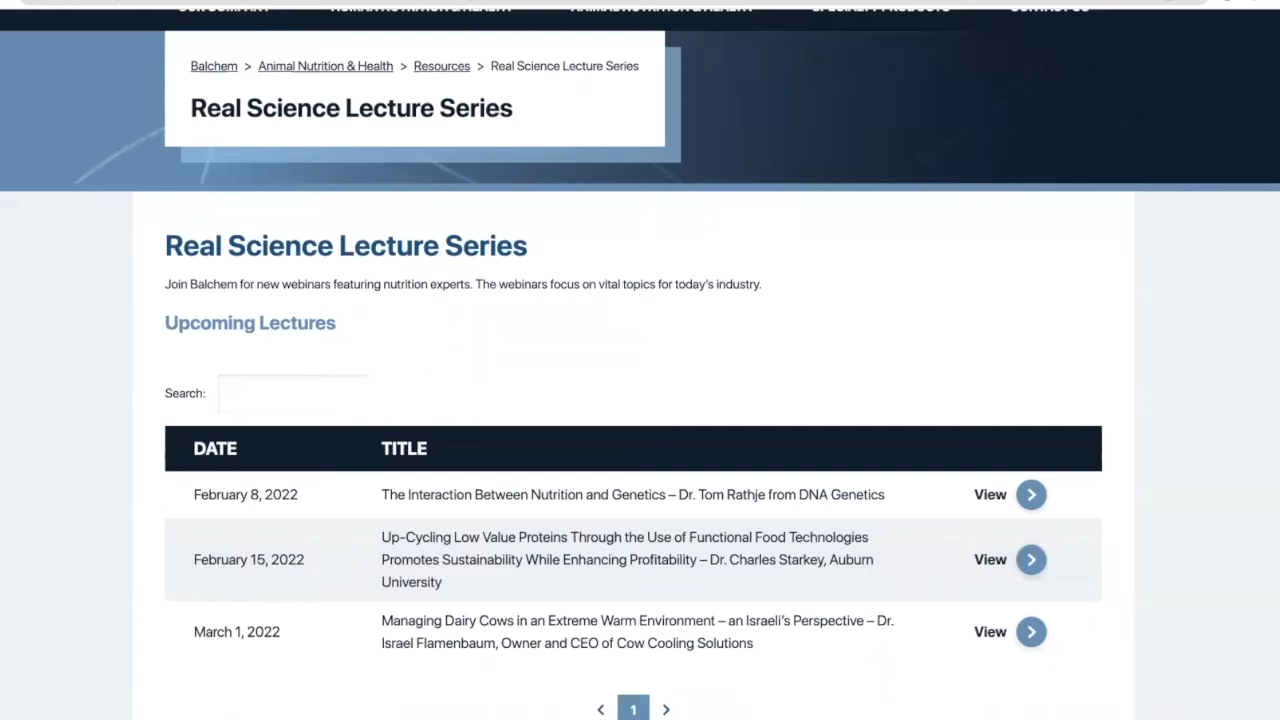 Balchem > Animal Nutrition & Health > Resources > Real Science Lecture Series
Real Science Lecture Series
Real Science Lecture Series
Join Balchem for new webinars featuring nutrition experts. The webinars focus on vital topics for today's industry.
Upcoming Lectures
Search:
DATE TITLE
February 8, 2022 The Interaction Between Nutrition and Genetics – Dr. Tom Rathje from DNA Genetics View
Up-Cycling Low Value Proteins Through the Use of Functional Food Technologies
February 15, 2022 Promotes Sustainability While Enhancing Profitability – Dr. Charles Starkey, Auburn View
University
Managing Dairy Cows in an Extreme Warm Environment – an Israeli's Perspective – Dr.
March 1, 2022 View
Israel Flamenbaum, Owner and CEO of Cow Cooling Solutions
< 1 >